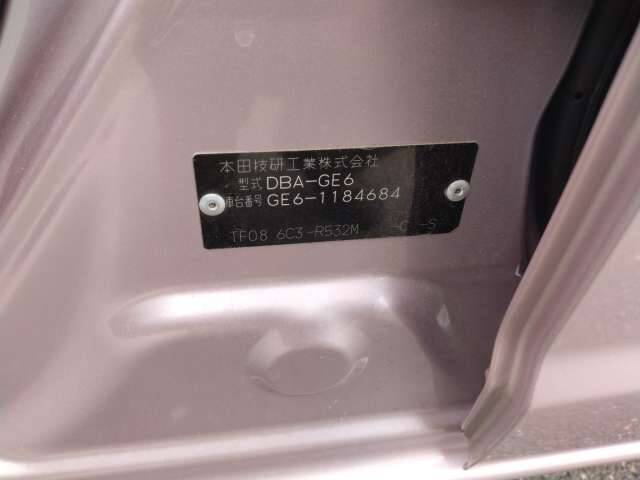 本田技研工業株式会社
型式 DBA-GE6
車台番号 GE6-1184684
TF08 6C3-R532M -C -S